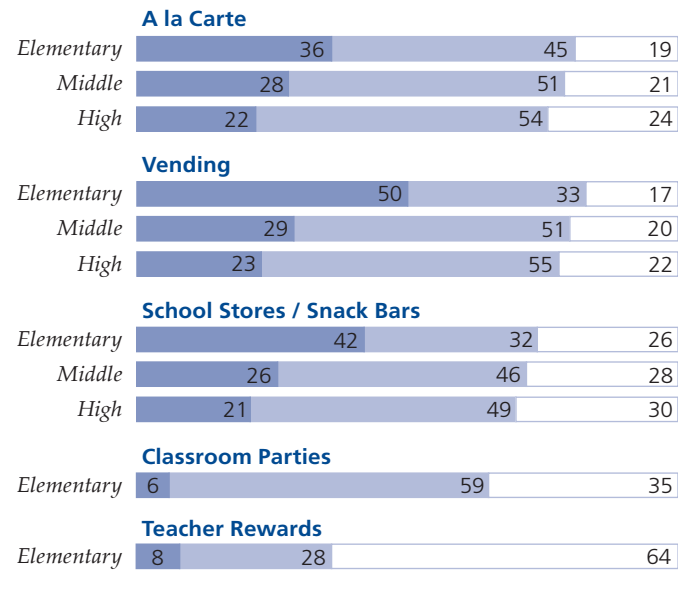 A la Carte
Elementary 36 45 19
Middle 28 51 21
High 22 54 24
Vending
Elementary 50 33 17
Middle 29 51 20
High 23 55 22
School Stores / Snack Bars
Elementary 42 32 26
Middle 26 46 28
High 21 49 30
Classroom Parties
Elementary 6 59 35
Teacher Rewards
Elementary 8 28 64